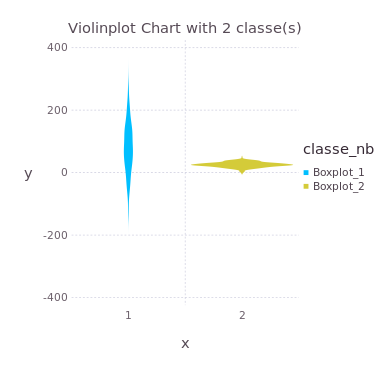 Violinplot Chart with 2 classe(s)
400
200
0
-200
-400
y
1
2
x
classe_nb
Boxplot_1
Boxplot_2